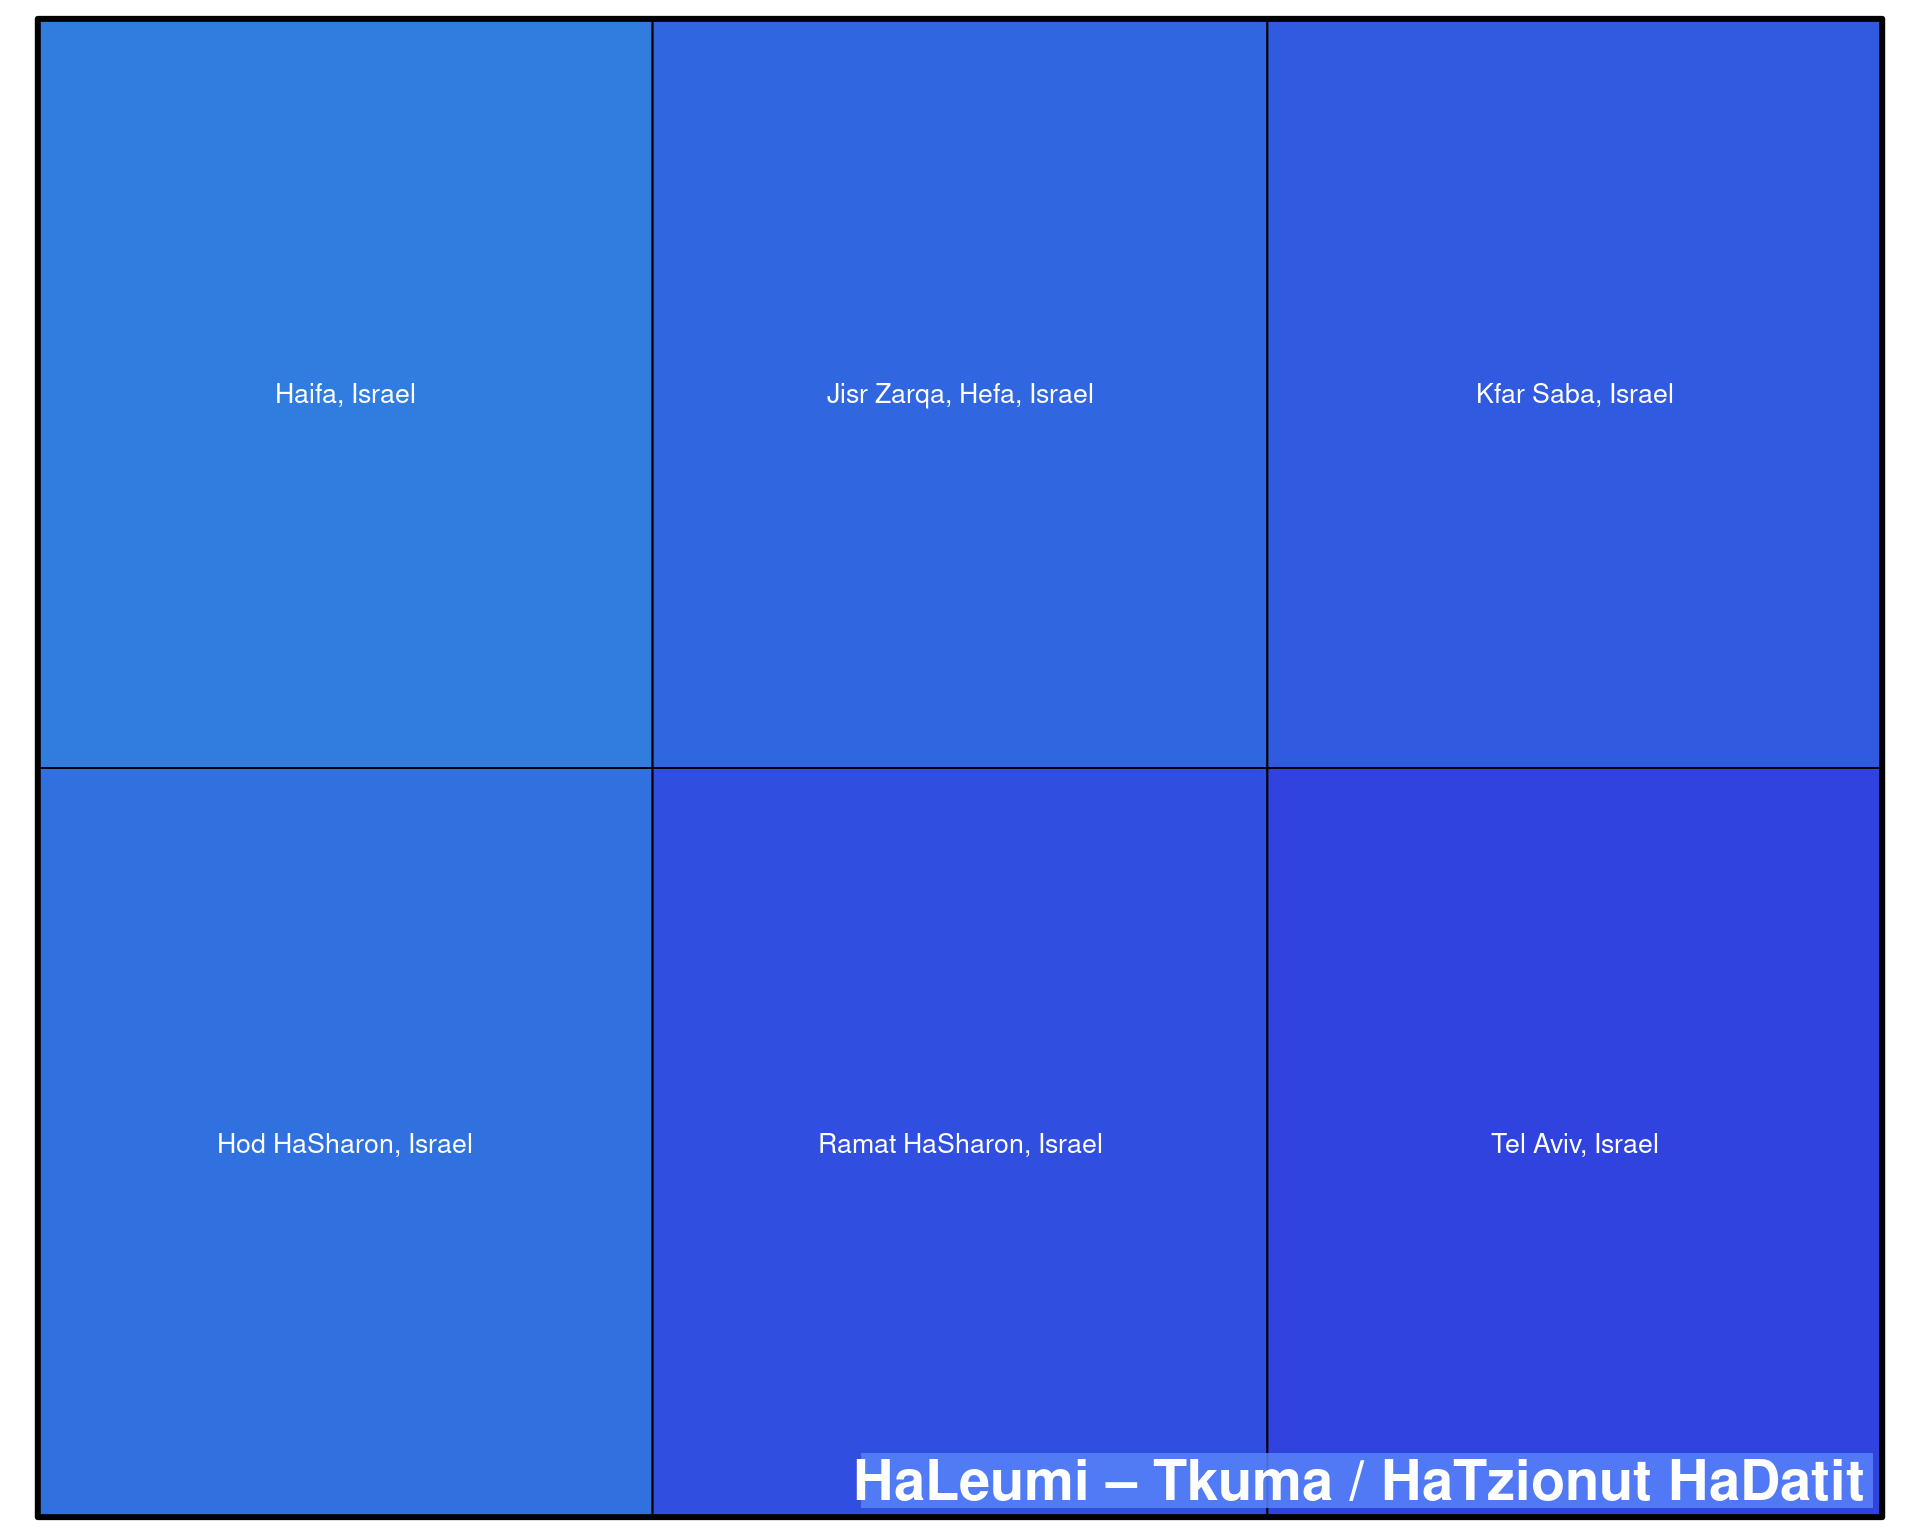 Haifa, Israel
Jisr Zarqa, Hefa, Israel
Kfar Saba, Israel
Hod HaSharon, Israel
Ramat HaSharon, Israel
Tel Aviv, Israel
HaLeumi – Tkuma / HaTzionut HaDatit